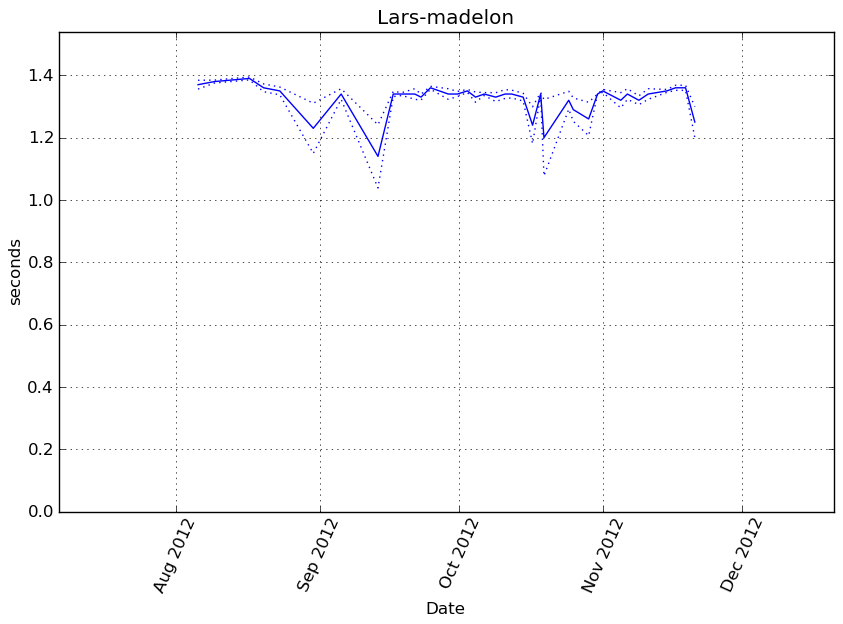 Lars-madelon
1.4
1.2
1.0
0.8
0.6
0.4
0.2
0.0
seconds
Aug 2012
Sep 2012
Oct 2012
Nov 2012
Dec 2012
Date